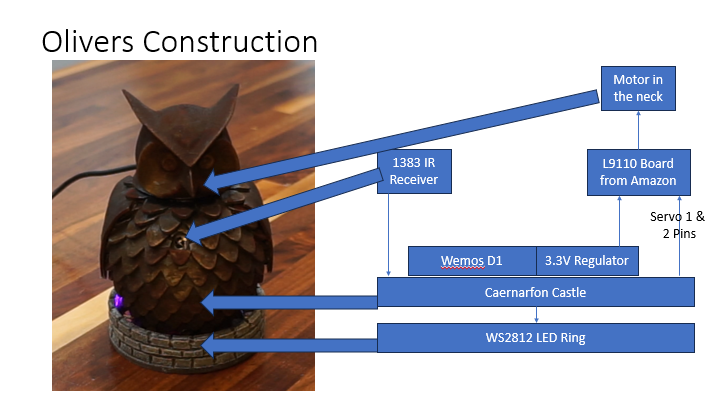 Olivers Construction
Motor in
the neck
1383 IR
Receiver
L9110 Board
from Amazon
Servo 1 &
2 Pins
Wemos D1
3.3V Regulator
Caernarfon Castle
WS2812 LED Ring